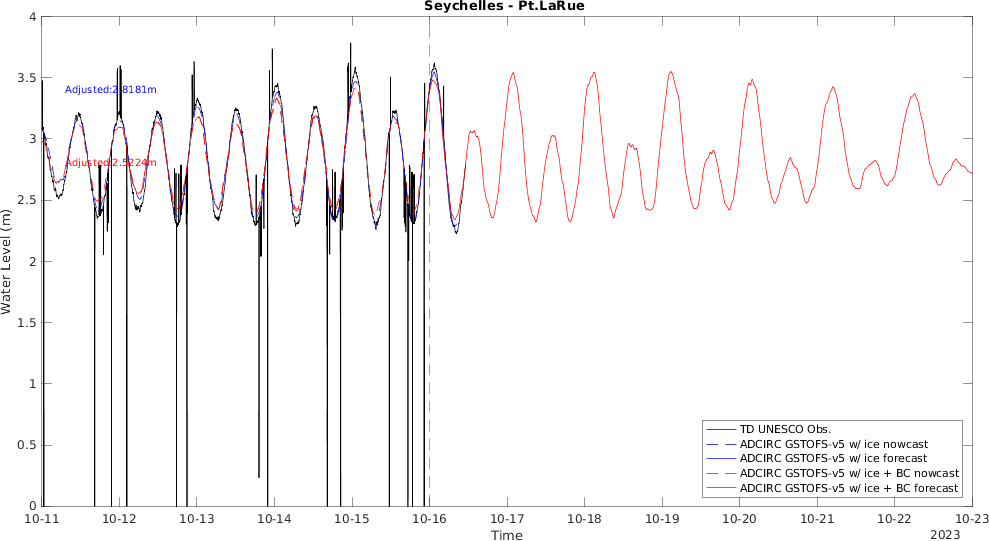 Seychelles - Pt.LaRue
4
3.5
3
2.5
2
1.5
1
0.5
0
Water Level (m)
Adjusted:2.8181m
Adjusted:2.5224m
TD UNESCO Obs.
ADCIRC GSTOFS-v5 w/ ice nowcast
ADCIRC GSTOFS-v5 w/ ice forecast
ADCIRC GSTOFS-v5 w/ ice + BC nowcast
ADCIRC GSTOFS-v5 w/ ice + BC forecast
10-11 10-12 10-13 10-14 10-15 10-16 10-17 10-18 10-19 10-20 10-21 10-22 10-23
Time
2023